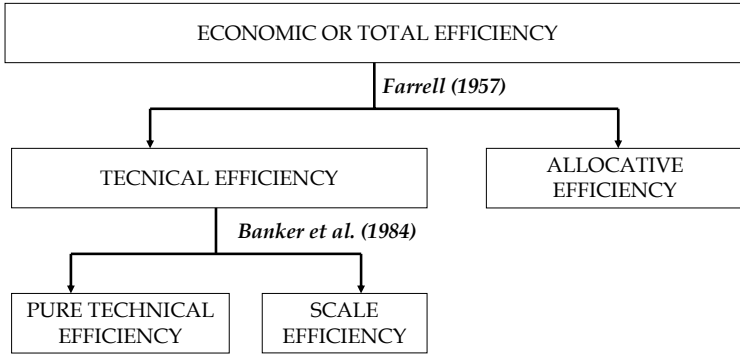 ECONOMIC OR TOTAL EFFICIENCY
Farrell (1957)
TECNICAL EFFICIENCY
ALLOCATIVE
EFFICIENCY
Banker et al. (1984)
PURE TECHNICAL
EFFICIENCY
SCALE
EFFICIENCY